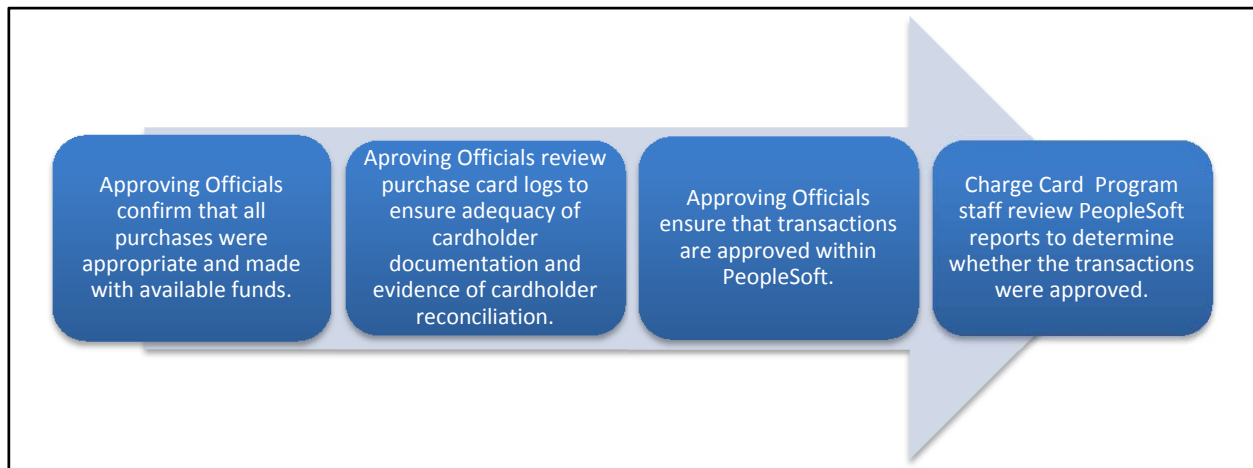 Approving Officials
confirm that all
purchases were
appropriate and made
with available funds.
Aproving Officials review
purchase card logs to
ensure adequacy of
cardholder
documentation and
evidence of cardholder
reconciliation.
Approving Officials
ensure that transactions
are approved within
PeopleSoft.
Charge Card  Program
staff review PeopleSoft
reports to determine
whether the transactions
were approved.